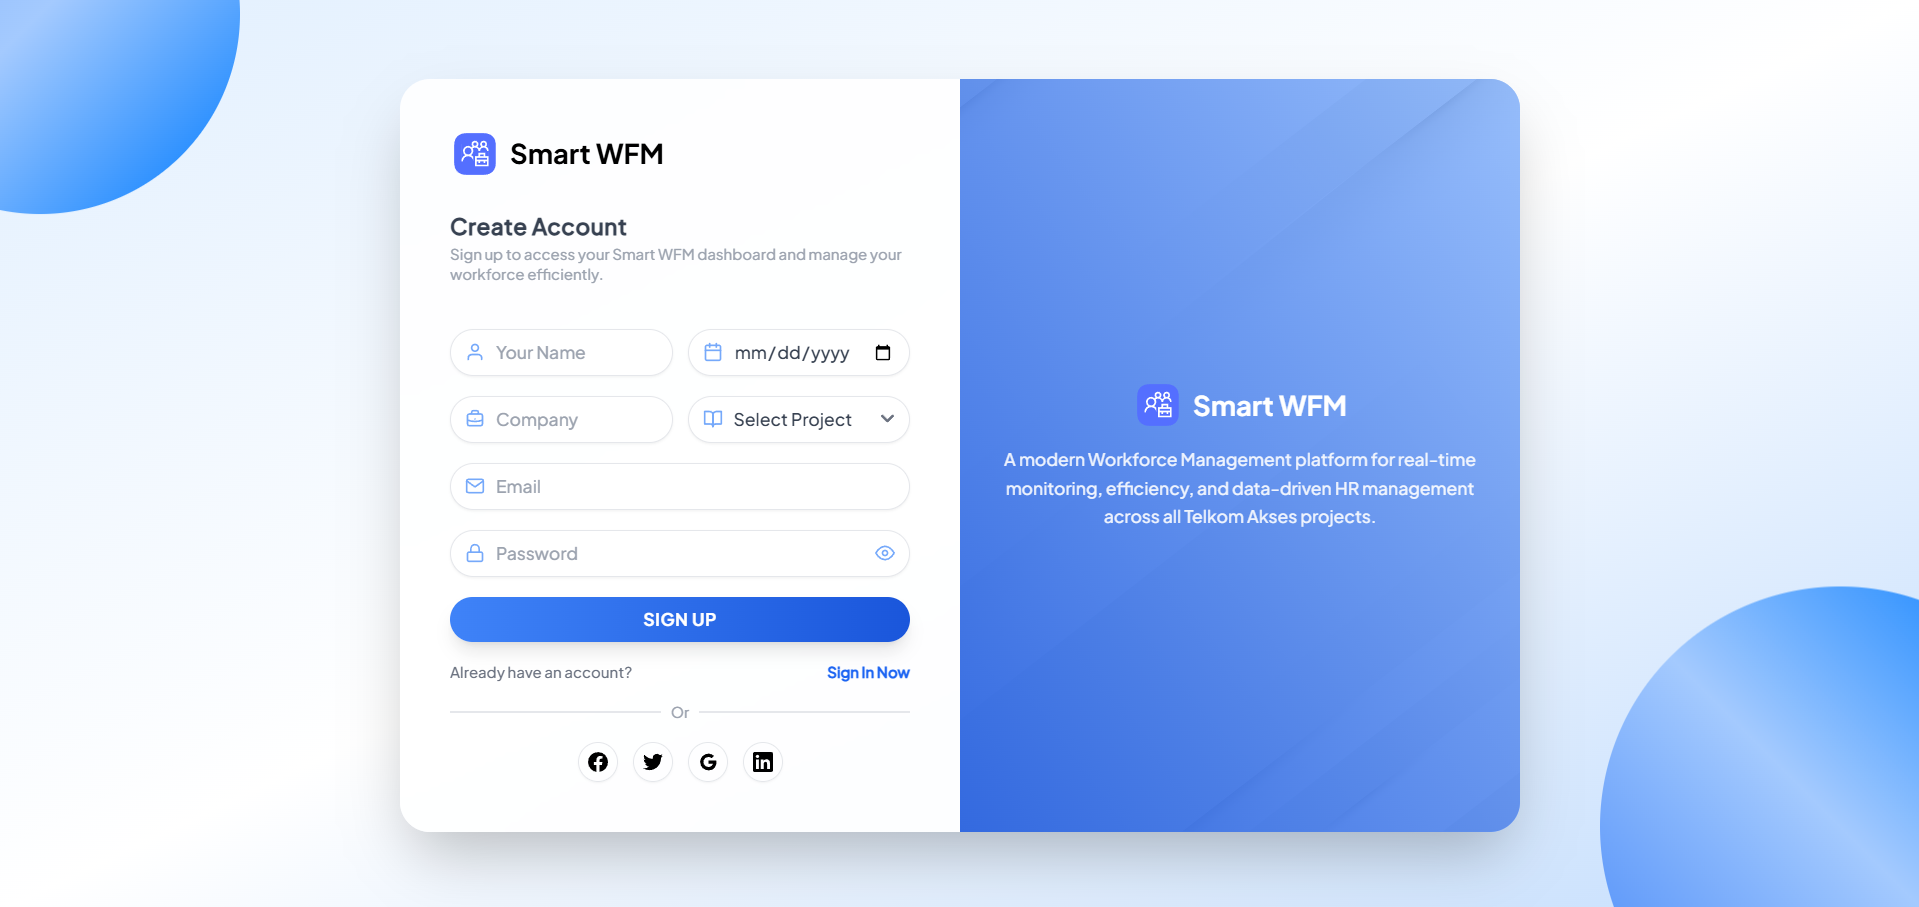 Smart WFM
Create Account
Sign up to access your Smart WFM dashboard and manage your
workforce efficiently.
Your Name
mm/dd/yyyy
Company
Select Project
Email
Password
SIGN UP
Already have an account?
Sign In Now
Or
Smart WFM
A modern Workforce Management platform for real-time
monitoring, efficiency, and data-driven HR management
across all Telkom Akses projects.